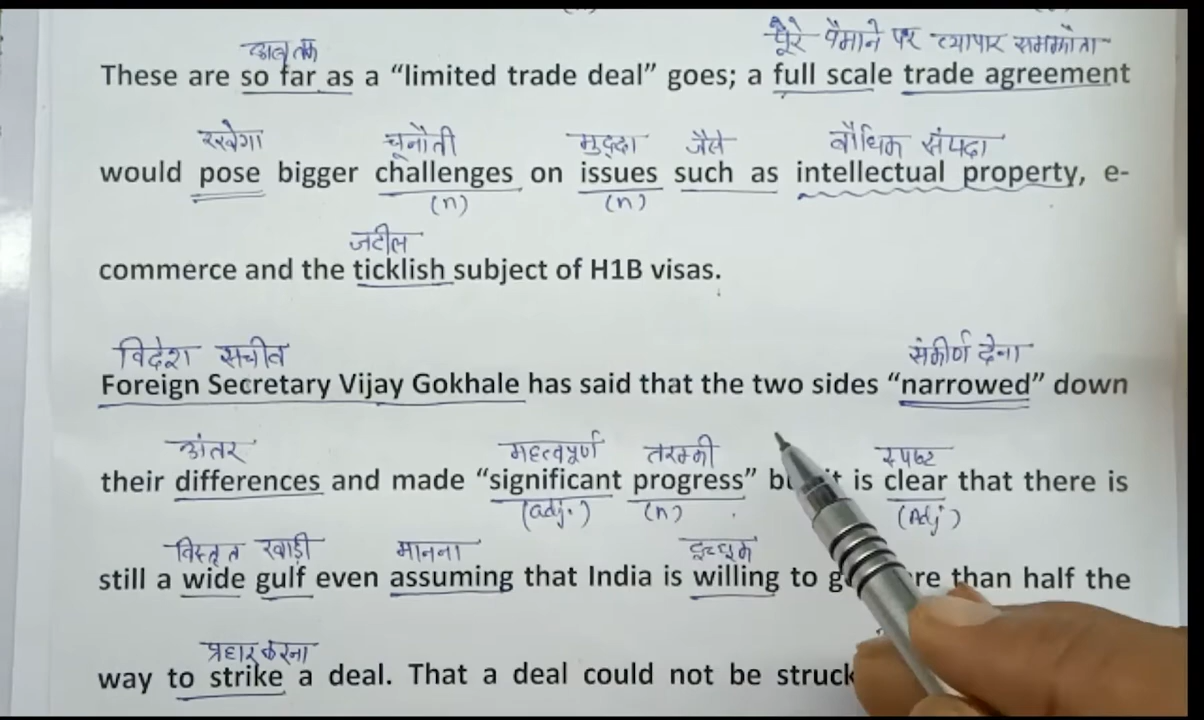 अब तक पूरे पैमाने पर व्यापार समझौता
These are so far as a “limited trade deal” goes; a full scale trade agreement
रखेगा चूनौती मुद्दा जैसे बौधिक संपदा
would pose bigger challenges on issues such as intellectual property, e-
(n) (n)
जटील
commerce and the ticklish subject of H1B visas.
विदेश सचीव संकीर्ण देना
Foreign Secretary Vijay Gokhale has said that the two sides “narrowed” down
अंतर महत्वपूर्ण तरक्की स्पष्ट
their differences and made “significant progress” but it is clear that there is
(adj.) (n) (Adj)
विस्तृत खाड़ी मानना इच्छुक
still a wide gulf even assuming that India is willing to than half the
प्रहार करना
way to strike a deal. That a deal could not be struck